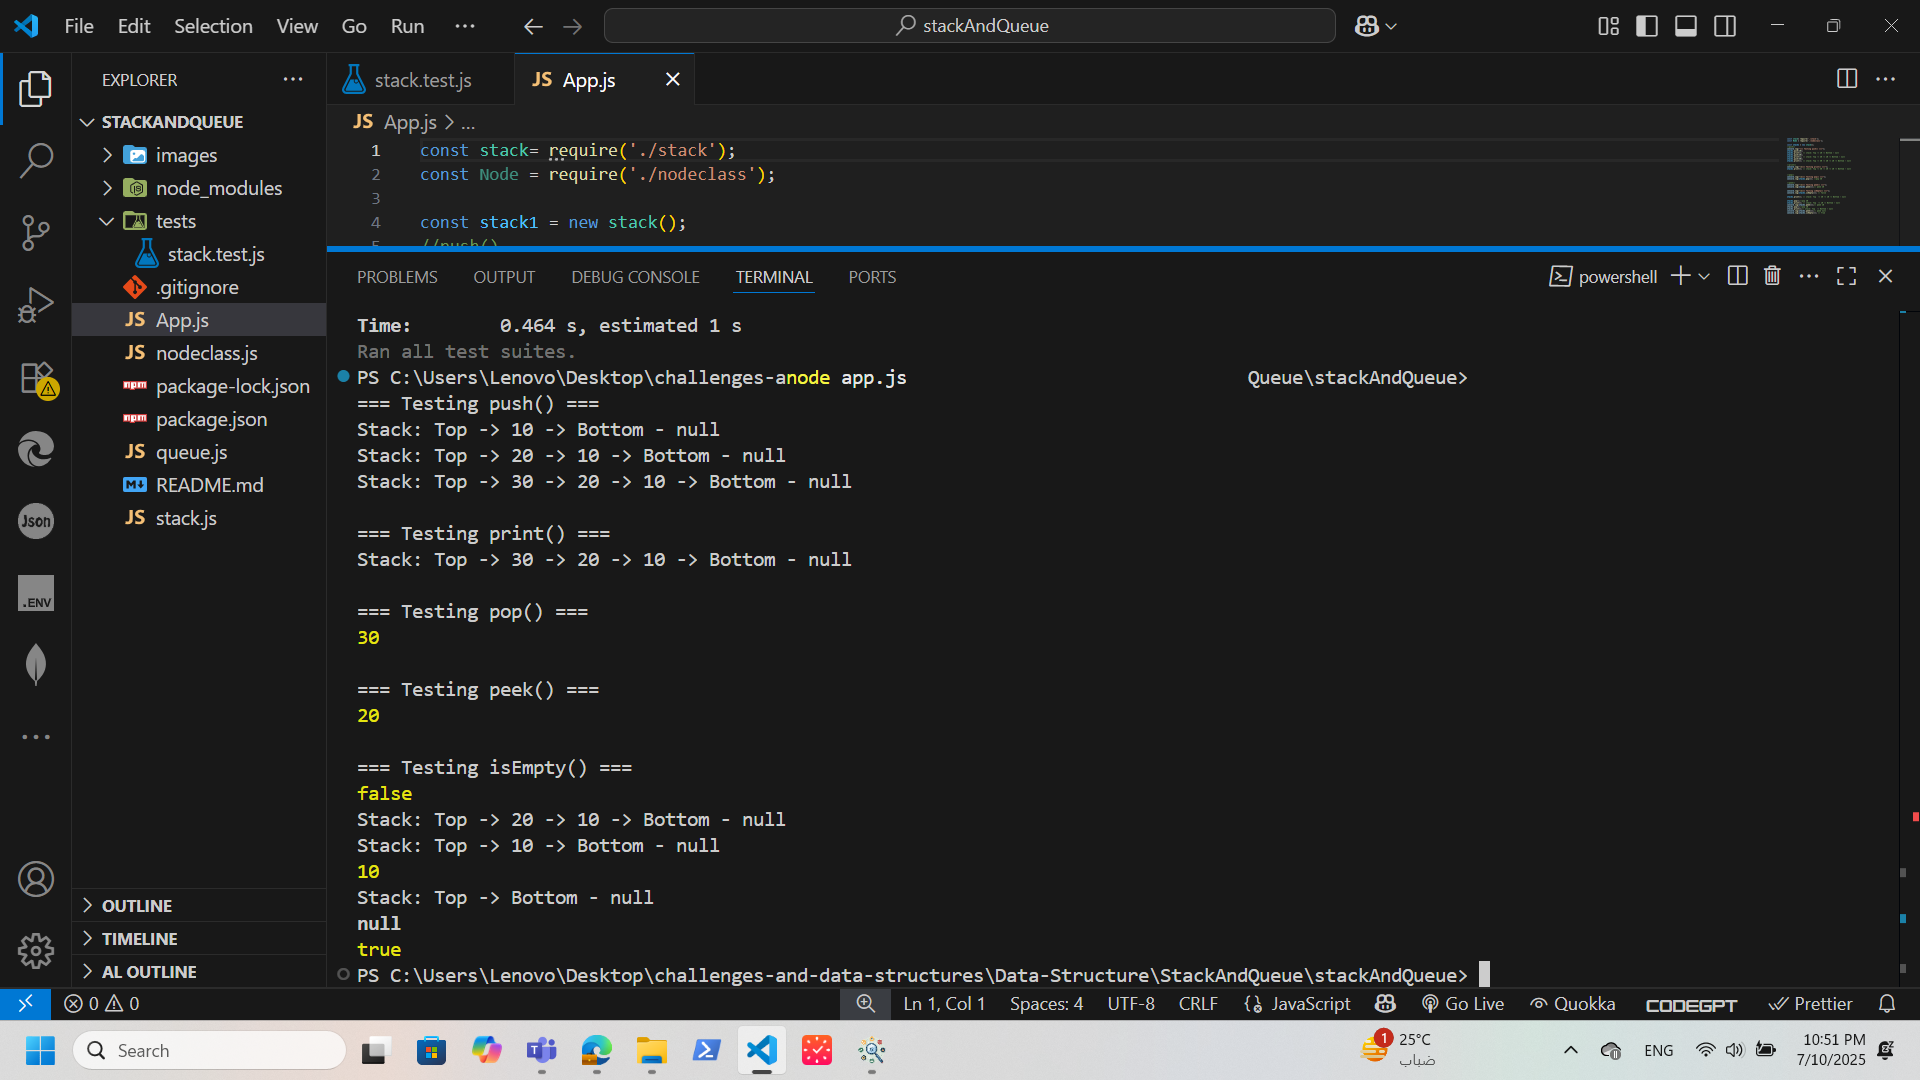 File Edit Selection View Go Run ··· stackAndQueue
EXPLORER
STACKANDQUEUE
images
node_modules
tests
stack.test.js
.gitignore
JS App.js
JS nodeclass.js
npm package-lock.json
npm package.json
JS queue.js
README.md
JS stack.js
OUTLINE
TIMELINE
AL OUTLINE
Json
.ENV
stack.test.js JS App.js
JS App.js > ...
1 const stack= require('./stack');
2 const Node = require('./nodeclass');
3
4 const stack1 = new stack();
5 //push()
PROBLEMS OUTPUT DEBUG CONSOLE TERMINAL PORTS powershell
Time: 0.464 s, estimated 1 s
Ran all test suites.
PS C:\Users\Lenovo\Desktop\challenges-anode app.js Queue\stackAndQueue>
=== Testing push() ===
Stack: Top -> 10 -> Bottom - null
Stack: Top -> 20 -> 10 -> Bottom - null
Stack: Top -> 30 -> 20 -> 10 -> Bottom - null
=== Testing print() ===
Stack: Top -> 30 -> 20 -> 10 -> Bottom - null
=== Testing pop() ===
30
=== Testing peek() ===
20
=== Testing isEmpty() ===
false
Stack: Top -> 20 -> 10 -> Bottom - null
Stack: Top -> 10 -> Bottom - null
10
Stack: Top -> Bottom - null
null
true
PS C:\Users\Lenovo\Desktop\challenges-and-data-structures\Data-Structure\StackAndQueue\stackAndQueue>
0 0 Ln 1, Col 1 Spaces: 4 UTF-8 CRLF {} JavaScript Go Live Quokka CODEGPT Prettier
Search 1 25°C ENG 10:51 PM
ضباب 7/10/2025